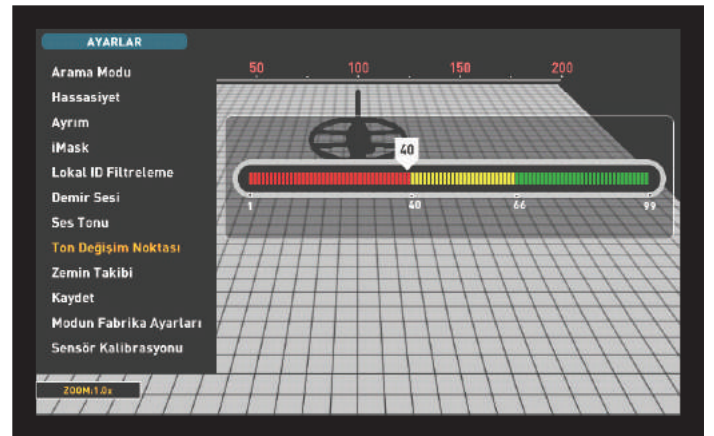 AYARLAR
Arama Modu
Hassasiyet
Ayrım
iMask
Lokal ID Filtreleme
Demir Sesi
Ses Tonu
Ton Değişim Noktası
Zemin Takibi
Kaydet
Modun Fabrika Ayarları
Sensör Kalibrasyonu
ZOOM:1.0x
50 100 150 200
40
1 40 66 99